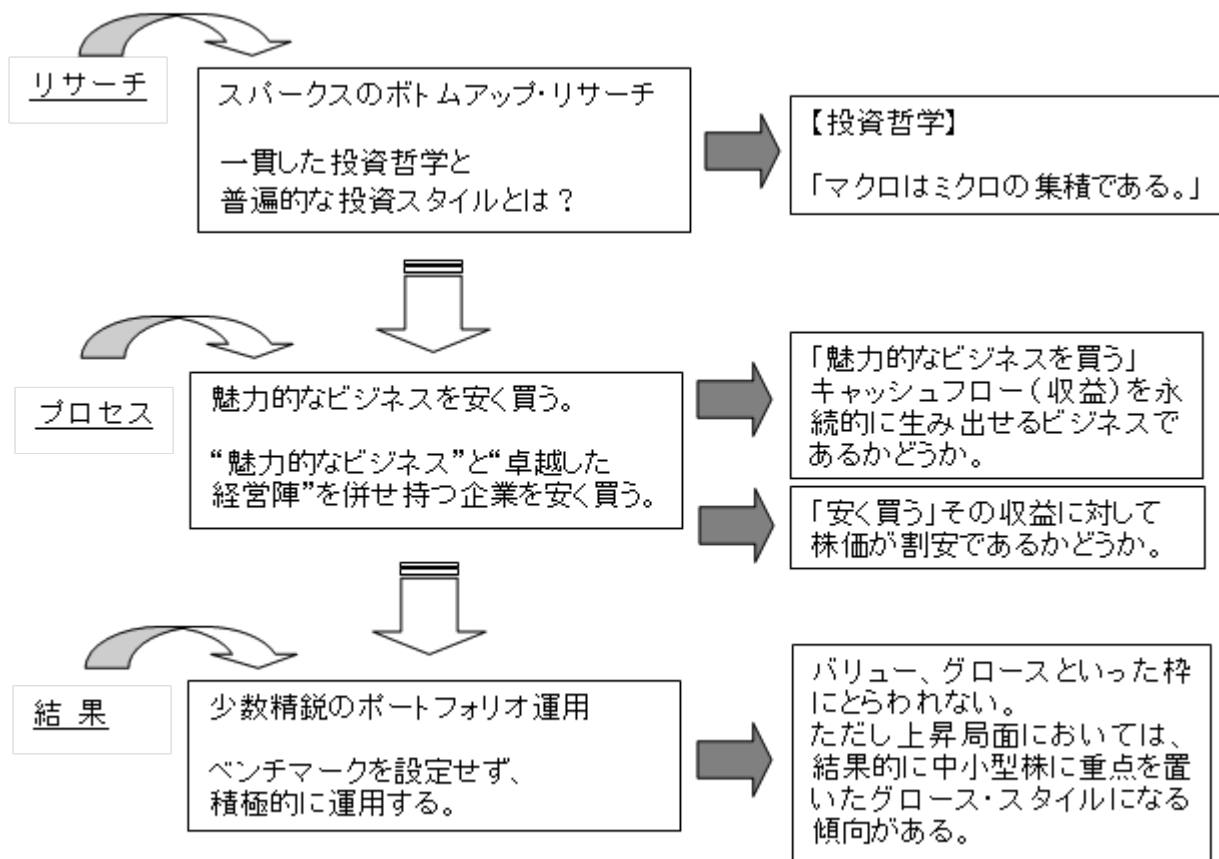 リサーチ
スパークスのボトムアップ・リサーチ
一貫した投資哲学と
普遍的な投資スタイルとは？
【投資哲学】
「マクロはミクロの集積である。」
プロセス
魅力的なビジネスを安く買う。
“魅力的なビジネス”と“卓越した
経営陣”を併せ持つ企業を安く買う。
「魅力的なビジネスを買う」
キャッシュフロー（収益）を永
続的に生み出せるビジネスで
あるかどうか。
「安く買う」その収益に対して
株価が割安であるかどうか。
結 果
少数精鋭のポートフォリオ運用
ベンチマークを設定せず、
積極的に運用する。
バリュー、グロースといった枠
にとらわれない。
ただし上昇局面においては、
結果的に中小型株に重点を置
いたグロース・スタイルになる
傾向がある。